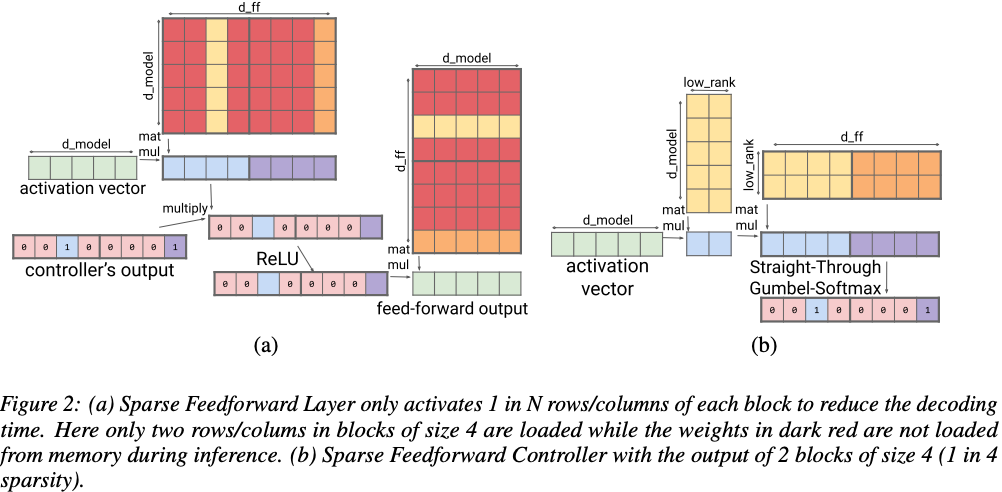 d_ff
d_model
d_model
activation vector
mat
mul
multiply
0 0 0 0 0 0
0 0 1 0 0 0 0 1
controller's output
ReLU
0 0 0 0 0 0
d_model
d_ff
mat
mul
feed-forward output
(a)
low_rank
d_model
d_model
activation
vector
mat
mul
d_ff
low_rank
mat
mul
Straight-Through
Gumbel-Softmax
0 0 1 0 0 0 0 1
(b)
Figure 2: (a) Sparse Feedforward Layer only activates 1 in N rows/columns of each block to reduce the decoding
time. Here only two rows/colums in blocks of size 4 are loaded while the weights in dark red are not loaded
from memory during inference. (b) Sparse Feedforward Controller with the output of 2 blocks of size 4 (1 in 4
sparsity).